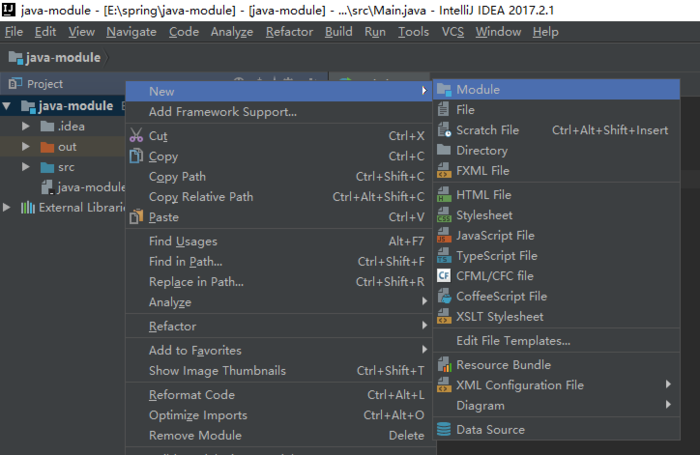 java-module - [E:\spring\java-module] - [java-module] - ...\src\Main.java - IntelliJ IDEA 2017.2.1
File Edit View Navigate Code Analyze Refactor Build Run Tools VCS Window Help
java-module
Project
java-module
.idea
out
src
java-module
External Librarie
New
Add Framework Support...
Cut Ctrl+X
Copy Ctrl+C
Copy Path Ctrl+Shift+C
Copy Relative Path Ctrl+Alt+Shift+C
Paste Ctrl+V
Find Usages Alt+F7
Find in Path... Ctrl+Shift+F
Replace in Path... Ctrl+Shift+R
Analyze
Refactor
Add to Favorites
Show Image Thumbnails Ctrl+Shift+T
Reformat Code Ctrl+Alt+L
Optimize Imports Ctrl+Alt+O
Remove Module Delete
Module
File
Scratch File Ctrl+Alt+Shift+Insert
Directory
FXML File
HTML File
Stylesheet
JavaScript File
TypeScript File
CFML/CFC file
CoffeeScript File
XSLT Stylesheet
Edit File Templates...
Resource Bundle
XML Configuration File
Diagram
Data Source